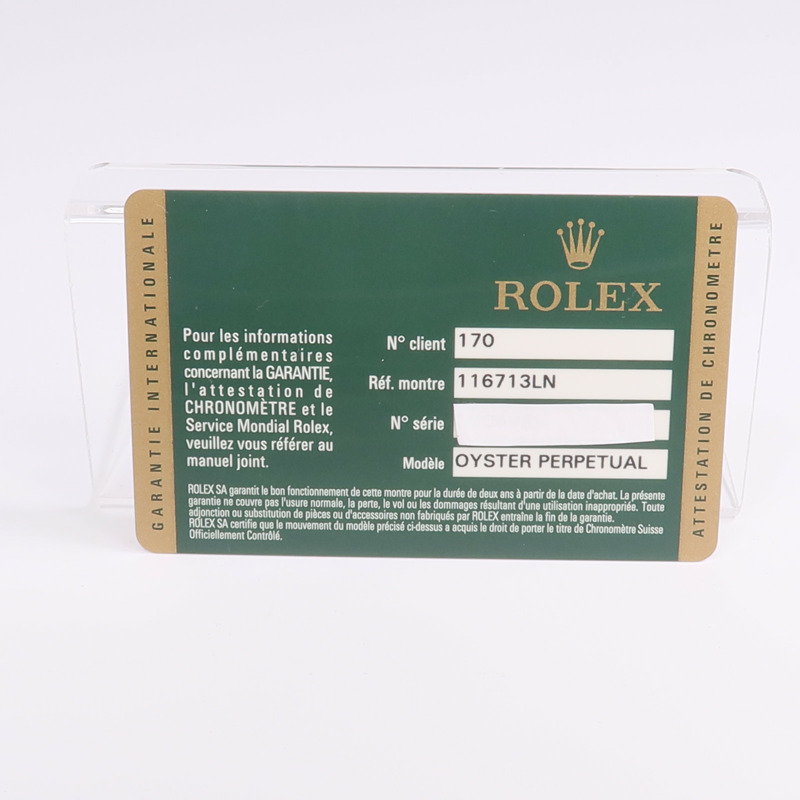 GARANTIE INTERNATIONALE
ROLEX
Pour les informations
complémentaires
concernant la GARANTIE,
l'attestation de
CHRONOMÈTRE et le
Service Mondial Rolex,
veuillez vous référer au
manuel joint.
N° client 170
Réf. montre 116713LN
N° série
Modèle OYSTER PERPETUAL
ROLEX SA garantit le bon fonctionnement de cette montre pour la durée de deux ans à partir de la date d'achat. La présente
garantie ne couvre pas l'usure normale, la perte, le vol ou les dommages résultant d'une utilisation inappropriée. Toute
adjonction ou substitution de pièces ou d'accessoires non fabriqués par ROLEX entraîne la fin de la garantie.
ROLEX SA certifie que le mouvement du modèle précisé ci-dessus a acquis le droit de porter le titre de Chronomètre Suisse
Officiellement Contrôlé.
ATTESTATION DE CHRONOMETRE